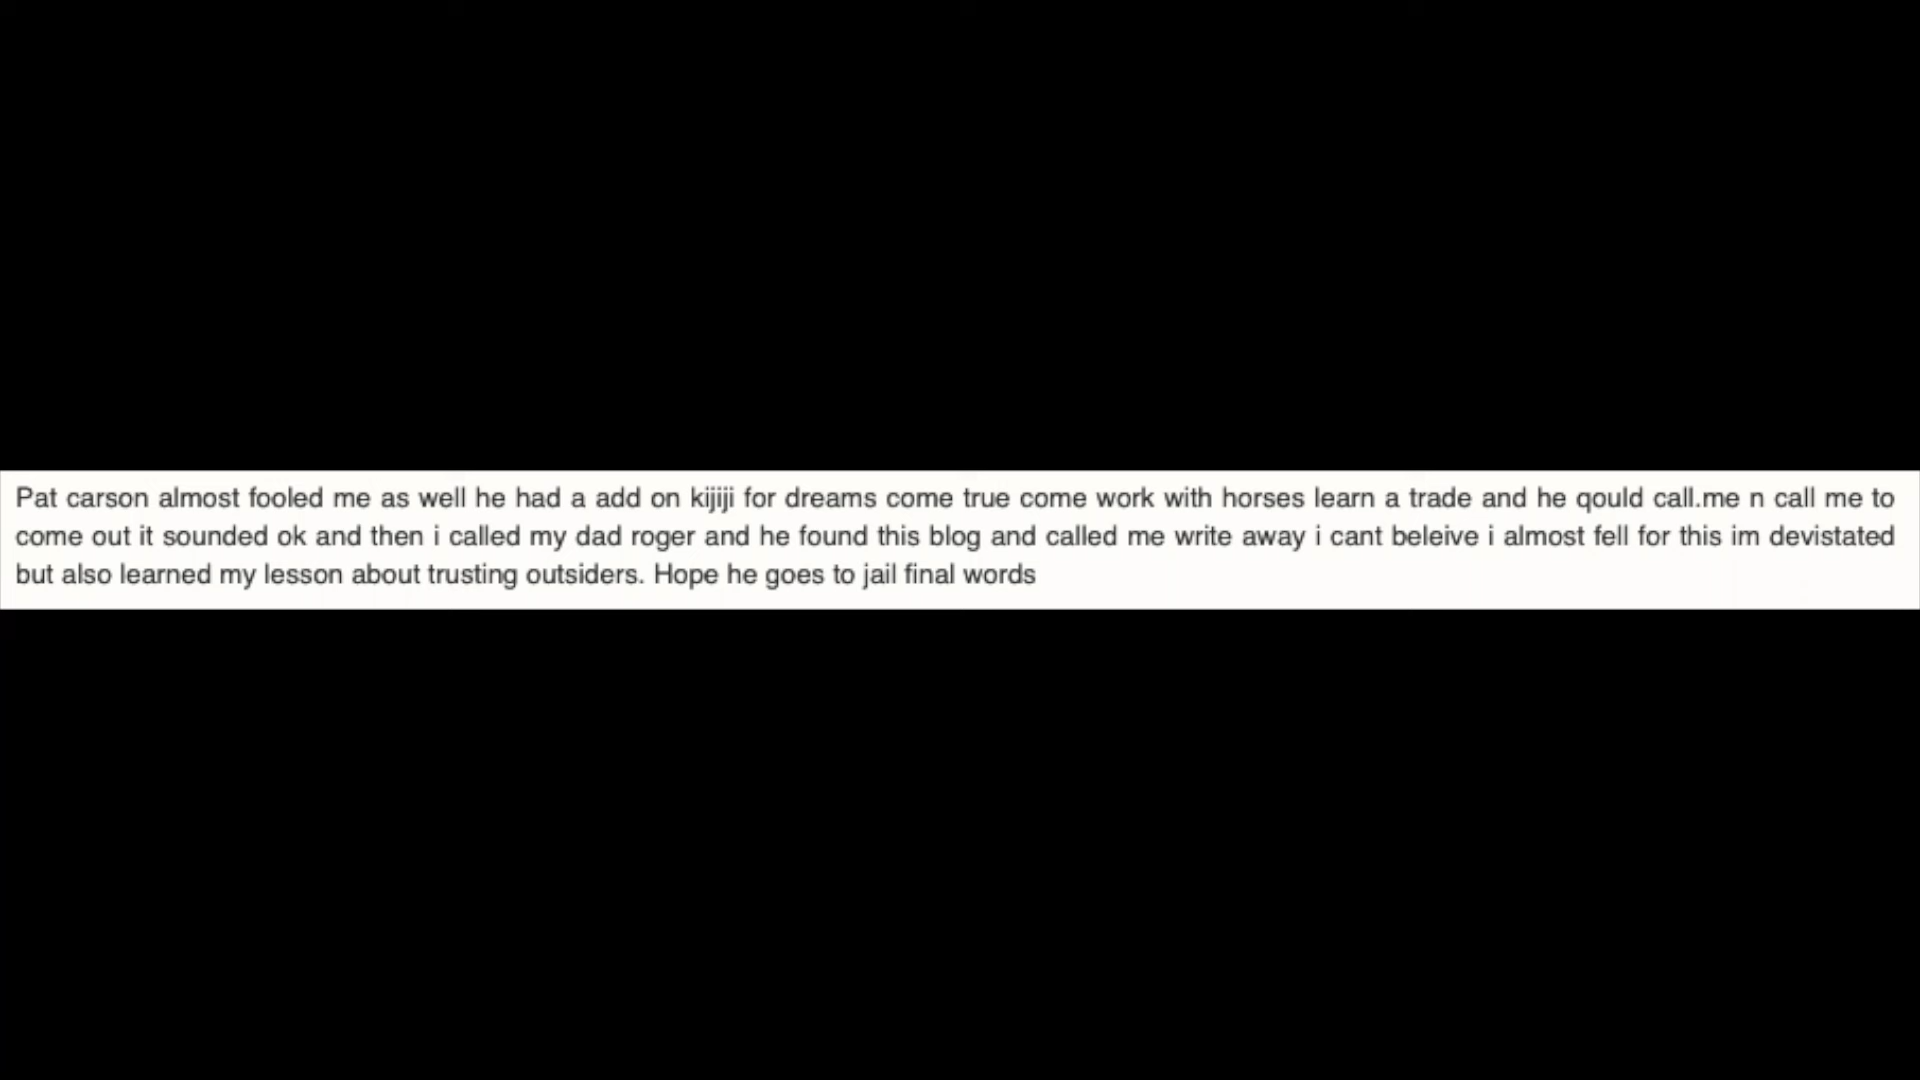 Pat carson almost fooled me as well he had a add on kijiji for dreams come true come work with horses learn a trade and he qould call.me n call me to
come out it sounded ok and then i called my dad roger and he found this blog and called me write away i cant beleive i almost fell for this im devistated
but also learned my lesson about trusting outsiders. Hope he goes to jail final words